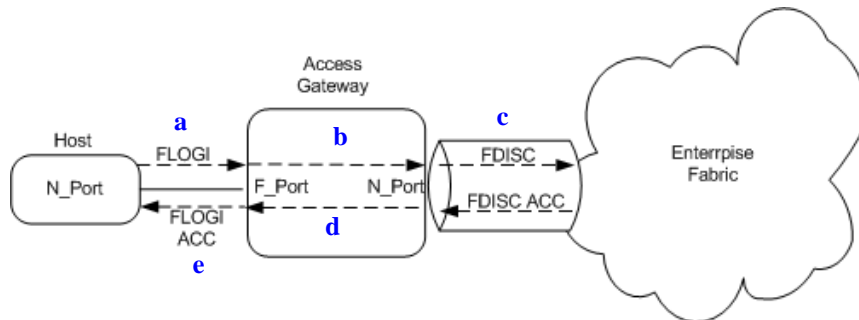 Access
Gateway
a
b
c
Host
FLOGI
FDISC
Enterrpise
Fabric
N_Port
F_Port
N_Port
FLOGI
ACC
d
FDISC ACC
e